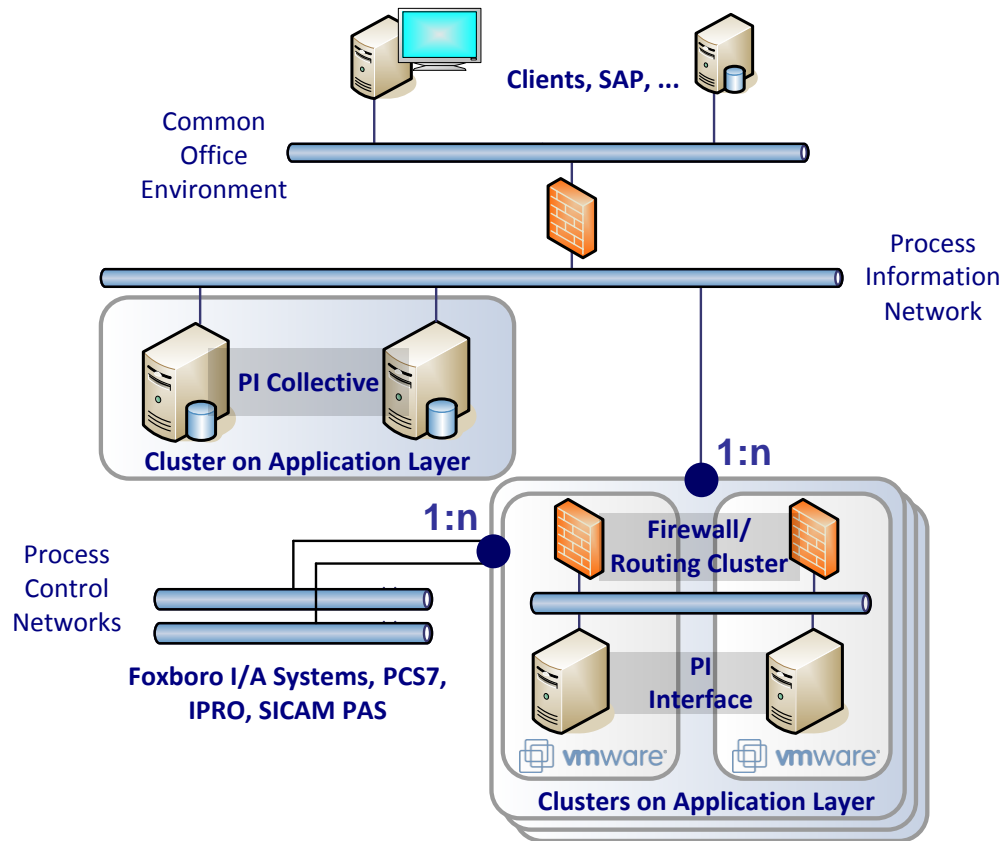 Clients, SAP, ...
Common
Office
Environment
Process
Information
Network
PI Collective
Cluster on Application Layer
1:n
1:n
Firewall/
Routing Cluster
Process
Control
Networks
Foxboro I/A Systems, PCS7,
IPRO, SICAM PAS
PI
Interface
vmware
vmware
Clusters on Application Layer